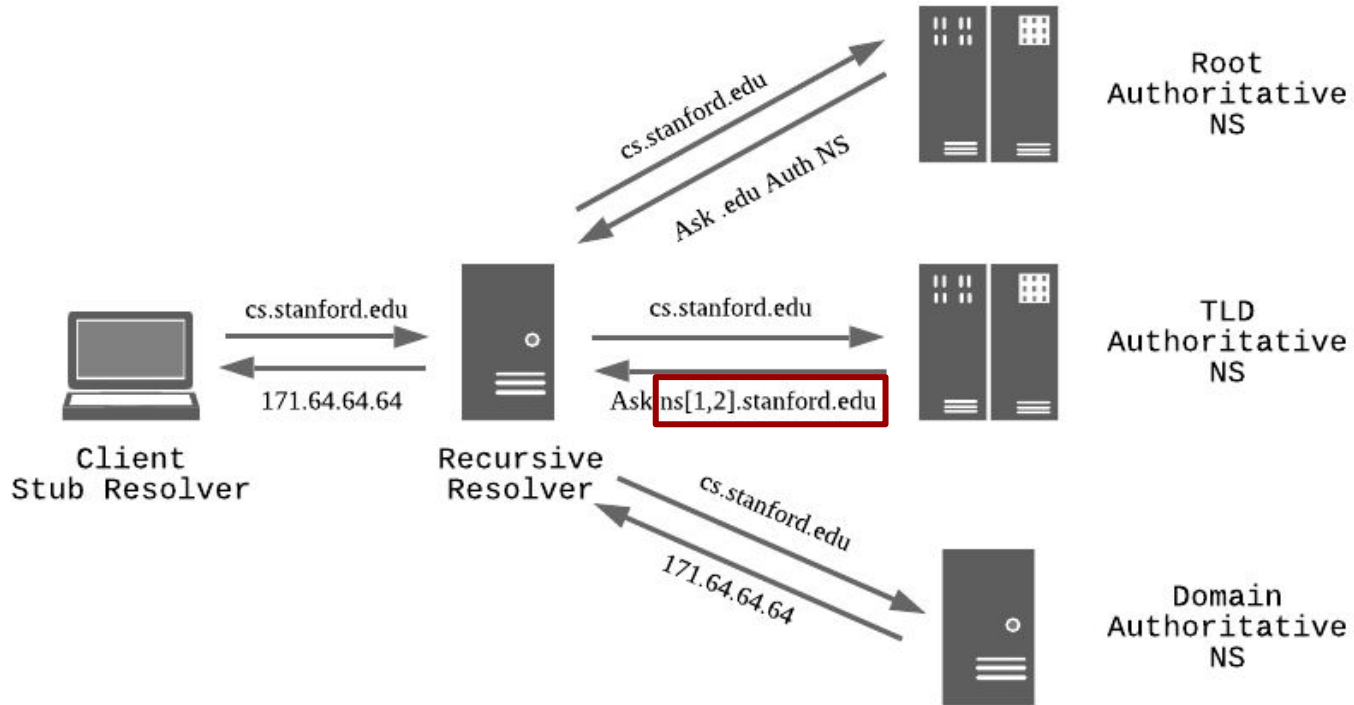 Root
Authoritative
NS
cs.stanford.edu
Ask .edu Auth NS
cs.stanford.edu
171.64.64.64
Client
Stub Resolver
Recursive
Resolver
cs.stanford.edu
Ask ns[1,2].stanford.edu
TLD
Authoritative
NS
cs.stanford.edu
171.64.64.64
Domain
Authoritative
NS